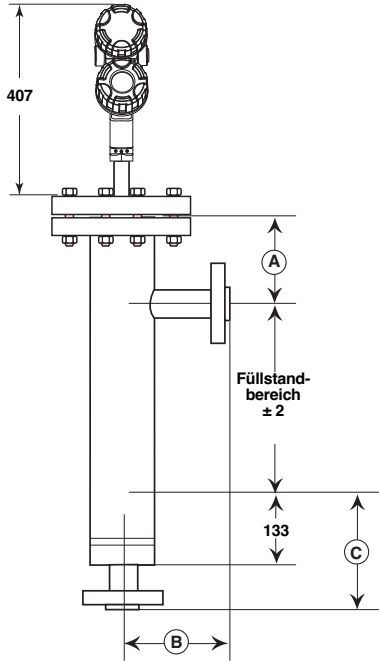 407
A
Füllstand-
bereich
± 2
133
C
B